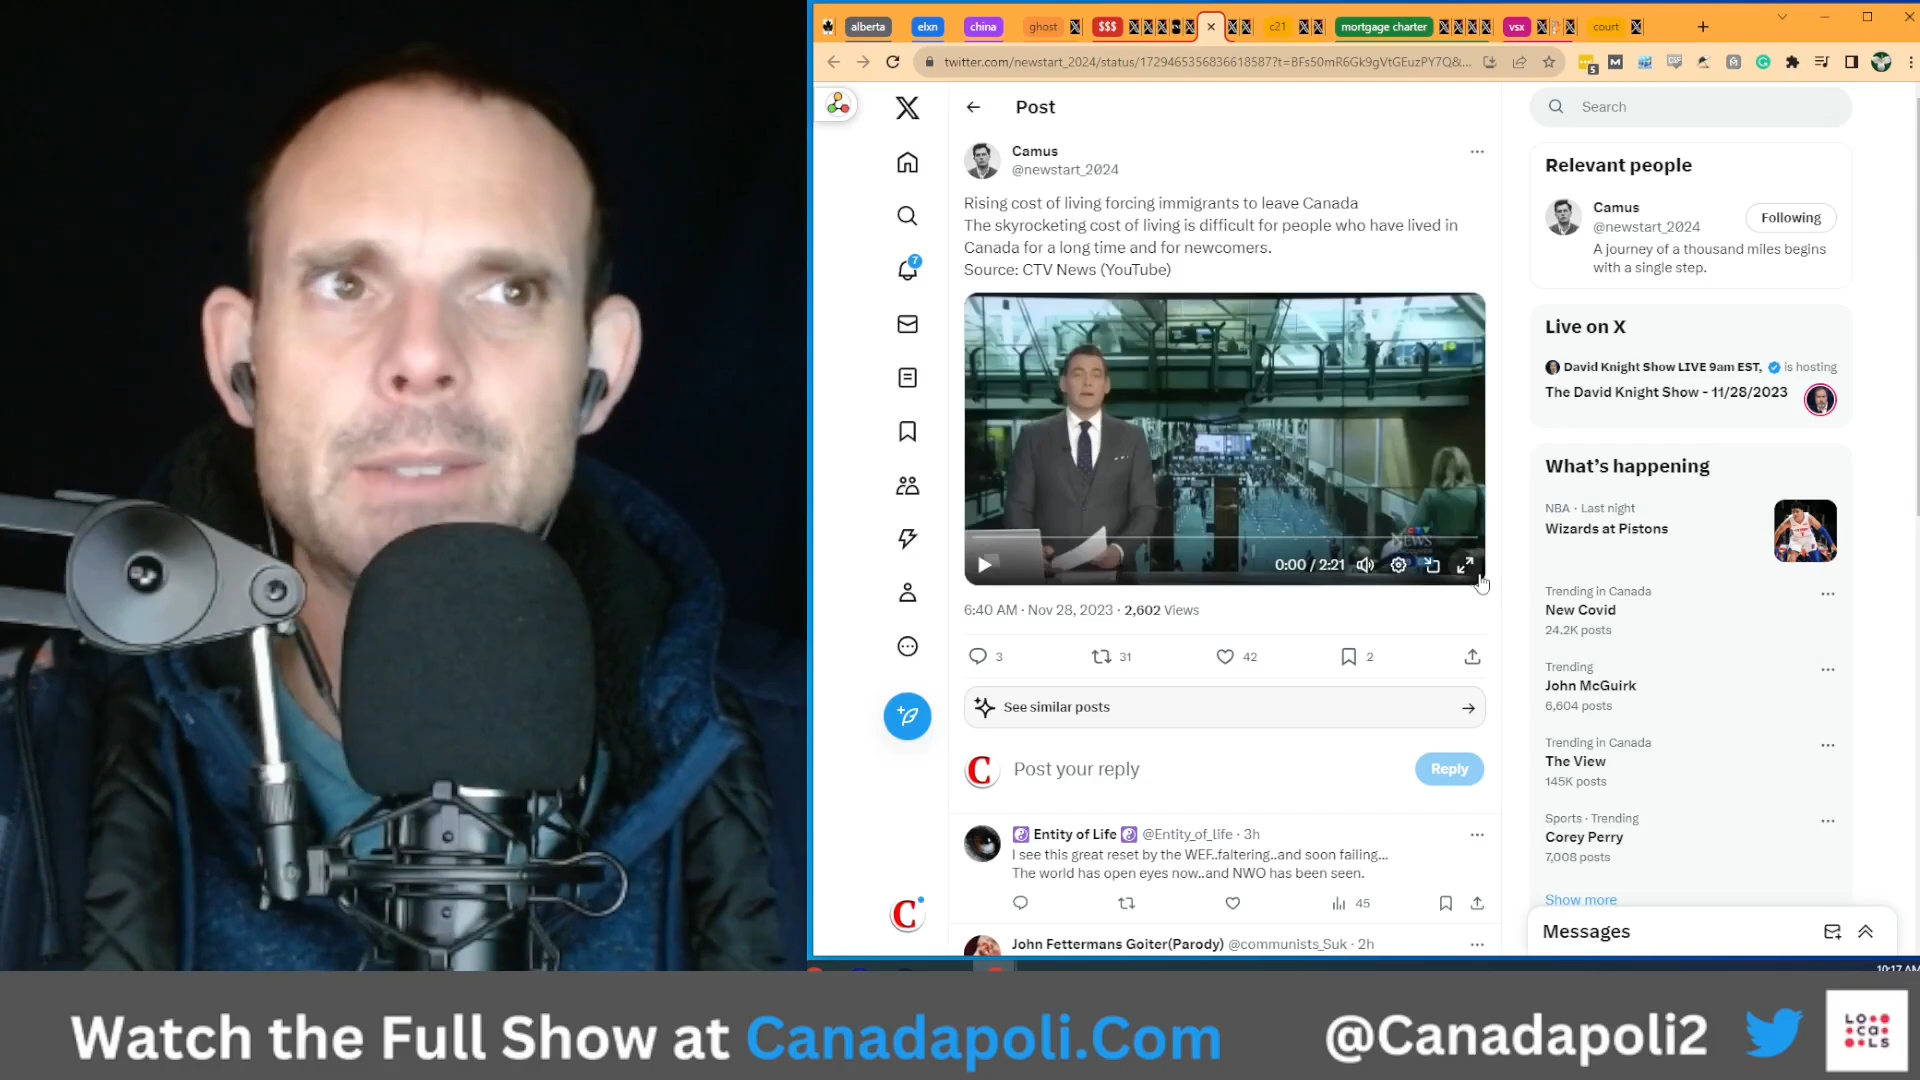 alberta
elxn
china
ghost
$$$
c21
mortgage charter
vsx
court
twitter.com/newstart_2024/status/1729465356836618587?t=BFs50mR6Gk9gVtGEuzPY7Q&...
5
Post
Search
Camus
@newstart_2024
Rising cost of living forcing immigrants to leave Canada
The skyrocketing cost of living is difficult for people who have lived in
Canada for a long time and for newcomers.
Source: CTV News (YouTube)
7
NEWS
0:00 / 2:21
6:40 AM · Nov 28, 2023 · 2,602 Views
3
31
42
2
See similar posts
Post your reply
Reply
Entity of Life @Entity_of_life · 3h
I see this great reset by the WEF..faltering..and soon failing...
The world has open eyes now..and NWO has been seen.
45
John Fettermans Goiter(Parody) @communists_Suk · 2h
Relevant people
Camus
@newstart_2024
Following
A journey of a thousand miles begins
with a single step.
Live on X
David Knight Show LIVE 9am EST, is hosting
The David Knight Show - 11/28/2023
What's happening
NBA · Last night
Wizards at Pistons
Trending in Canada
New Covid
24.2K posts
Trending
John McGuirk
6,604 posts
Trending in Canada
The View
145K posts
Sports · Trending
Corey Perry
7,008 posts
Show more
Messages
10:17 AM
Watch the Full Show at Canadapoli.Com
@Canadapoli2
LO
ca
LS